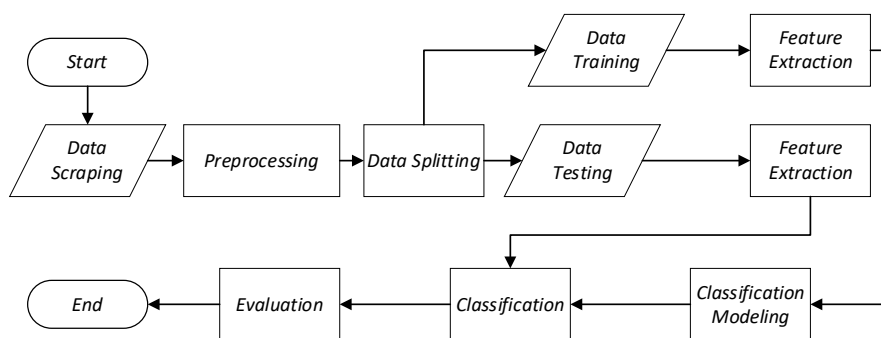 Start
Data
Training
Feature
Extraction
Data
Scraping
Preprocessing
Data Splitting
Data
Testing
Feature
Extraction
End
Evaluation
Classification
Classification
Modeling